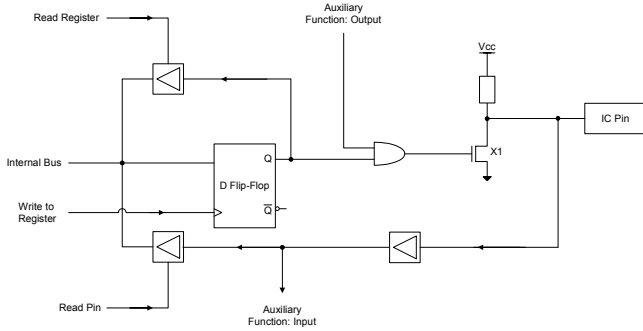 Auxiliary
Function: Output
Read Register
Vcc
IC Pin
X1
Internal Bus
Q
D Flip-Flop
Q
Write to
Register
Read Pin
Auxiliary
Function: Input